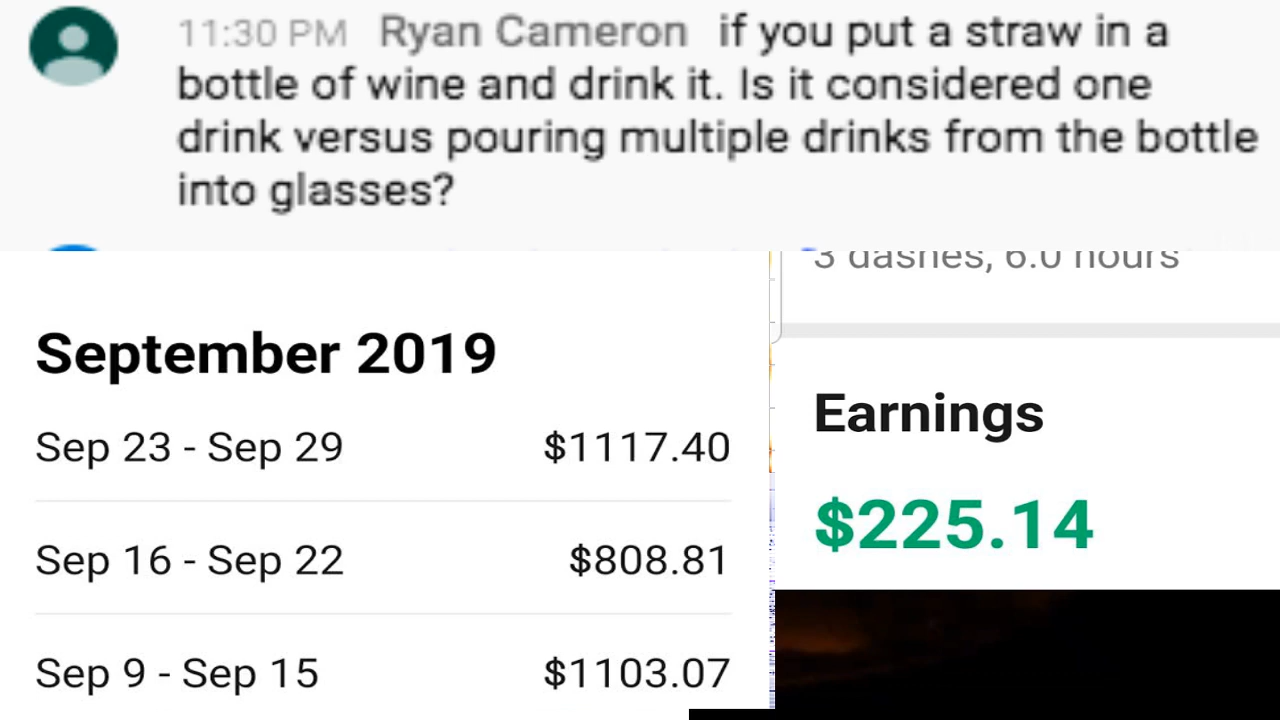 11:30 PM Ryan Cameron if you put a straw in a
bottle of wine and drink it. Is it considered one
drink versus pouring multiple drinks from the bottle
into glasses?
3 dashes, 6.0 hours
September 2019
Sep 23 - Sep 29 $1117.40
Sep 16 - Sep 22 $808.81
Sep 9 - Sep 15 $1103.07
Earnings
$225.14